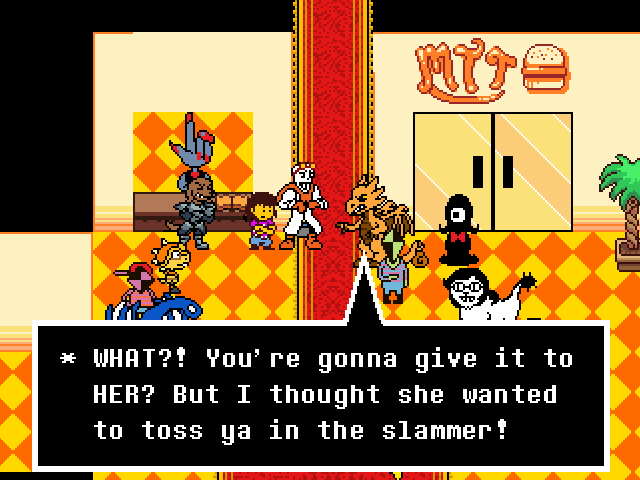 MTT
* WHAT?! You're gonna give it to
HER? But I thought she wanted
to toss ya in the slammer!